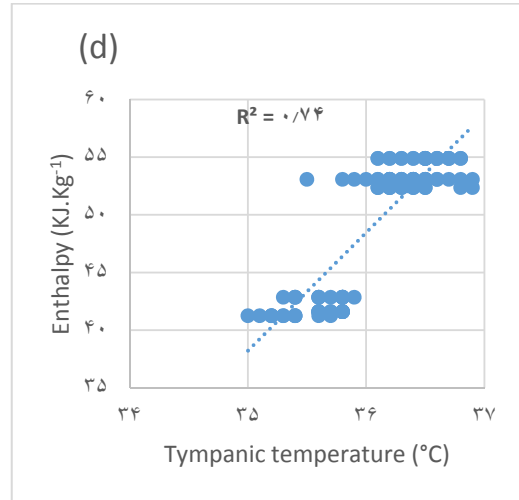 (d)
R² = ۰/۷۴
Enthalpy (KJ.Kg⁻¹)
۶۰
۵۵
۵۰
۴۵
۴۰
۳۵
۳۴ ۳۵ ۳۶ ۳۷
Tympanic temperature (°C)